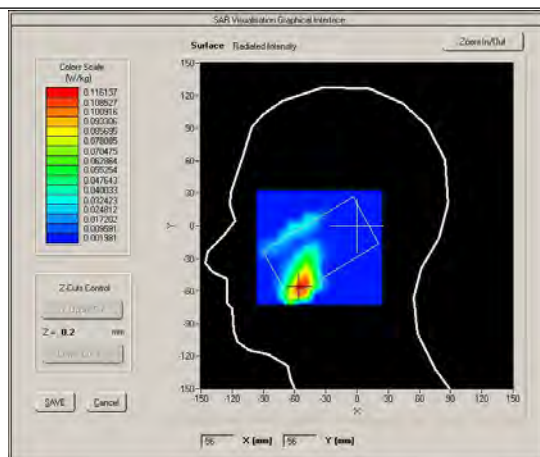 SAR Visualisation Graphical Interface
Surface Radiated Intensity
Zoom In/Out
Colors Scale
(W/kg)
0.116137
0.108527
0.100916
0.093306
0.085695
0.078085
0.070475
0.062864
0.055254
0.047643
0.040033
0.032423
0.024812
0.017202
0.009591
0.001981
150
120
90
60
30
0
-30
-60
-90
-120
-150
Y
-150 -120 -90 -60 -30 0 30 60 90 120 150
X
Z-Cuts Control
Z = 0.2 mm
SAVE Cancel
56 X (mm) 56 Y (mm)